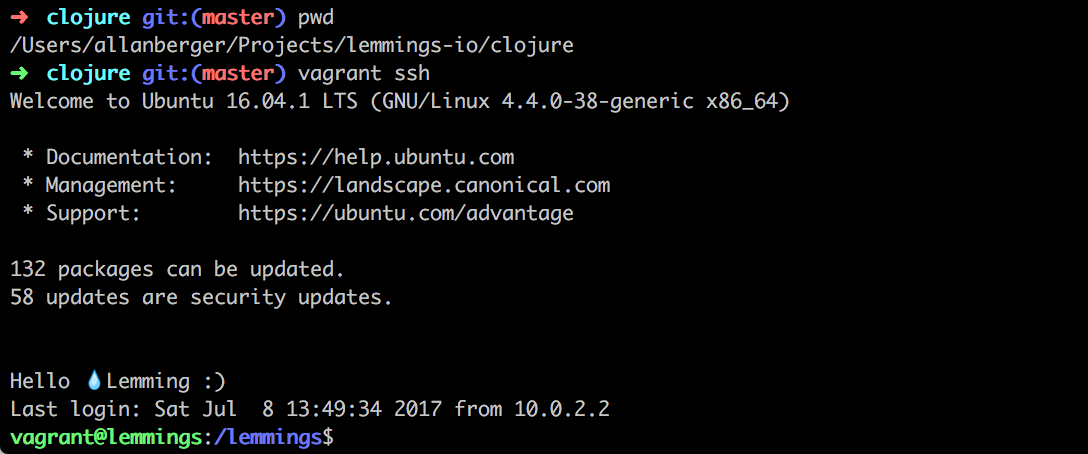 ➜  clojure git:(master) pwd
/Users/allanberger/Projects/lemmings-io/clojure
➜  clojure git:(master) vagrant ssh
Welcome to Ubuntu 16.04.1 LTS (GNU/Linux 4.4.0-38-generic x86_64)
 * Documentation:  https://help.ubuntu.com
 * Management:     https://landscape.canonical.com
 * Support:        https://ubuntu.com/advantage
132 packages can be updated.
58 updates are security updates.
Hello 💧Lemming :)
Last login: Sat Jul  8 13:49:34 2017 from 10.0.2.2
vagrant@lemmings:/lemmings$